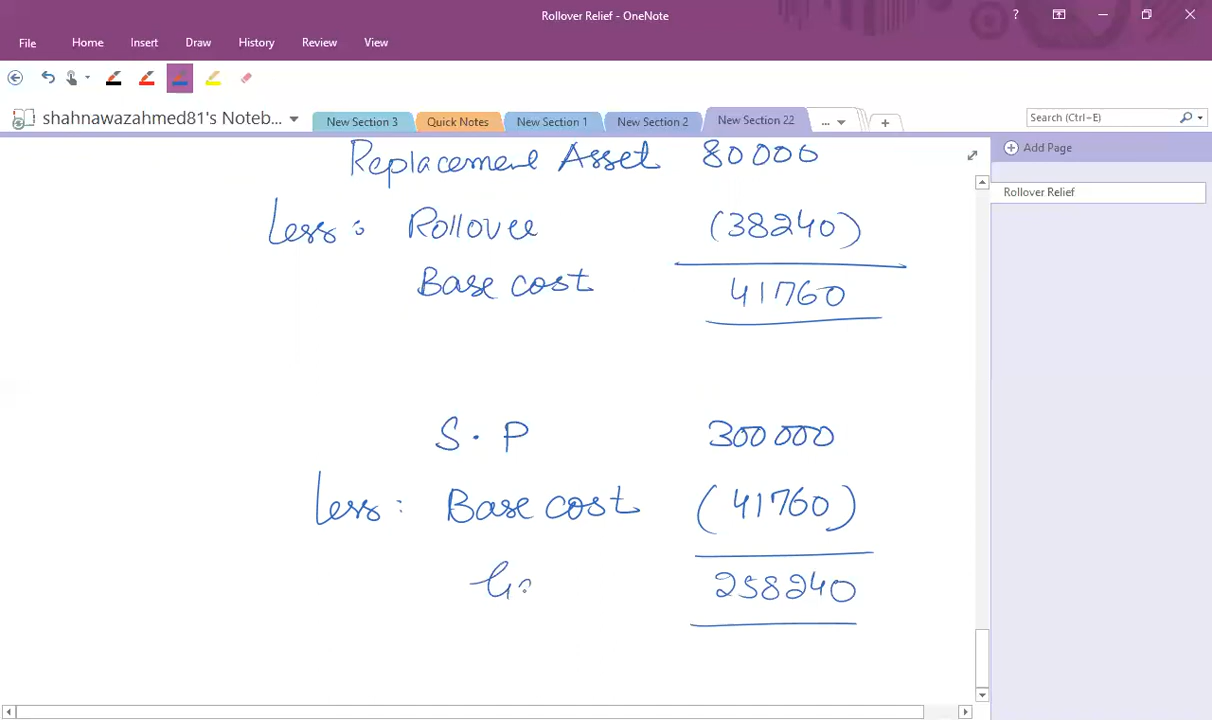 Rollover Relief - OneNote
?
File Home Insert Draw History Review View
shahnawazahmed81's Noteb... New Section 3 Quick Notes New Section 1 New Section 2 New Section 22 ... + Search (Ctrl+E)
Add Page
Rollover Relief
Replacement Asset 80000
Less: Rollover (38240)
Base cost 41760
S.P 300000
Less: Base cost (41760)
258240